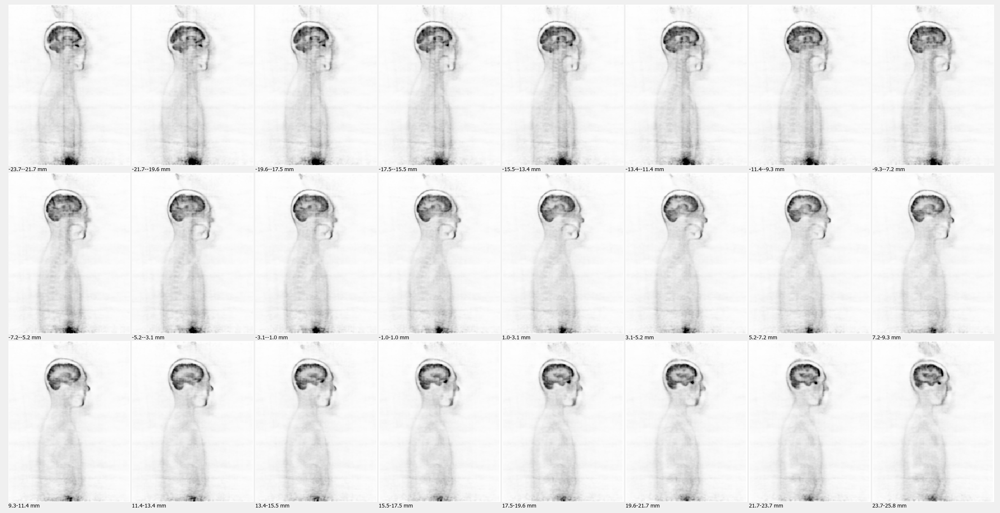 -23.7--21.7 mm
-21.7--19.6 mm
-19.6--17.5 mm
-17.5--15.5 mm
-15.5--13.4 mm
-13.4--11.4 mm
-11.4--9.3 mm
-9.3--7.2 mm
-7.2--5.2 mm
-5.2--3.1 mm
-3.1--1.0 mm
-1.0-1.0 mm
1.0-3.1 mm
3.1-5.2 mm
5.2-7.2 mm
7.2-9.3 mm
9.3-11.4 mm
11.4-13.4 mm
13.4-15.5 mm
15.5-17.5 mm
17.5-19.6 mm
19.6-21.7 mm
21.7-23.7 mm
23.7-25.8 mm